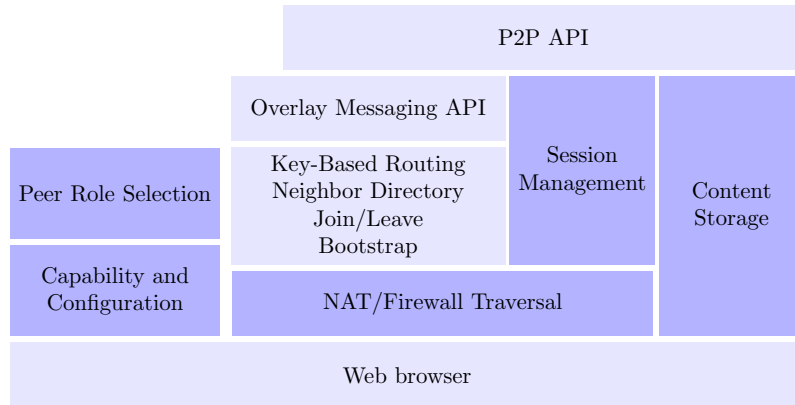 P2P API
Overlay Messaging API
Session
Management
Content
Storage
Key-Based Routing
Neighbor Directory
Join/Leave
Bootstrap
Peer Role Selection
Capability and
Configuration
NAT/Firewall Traversal
Web browser